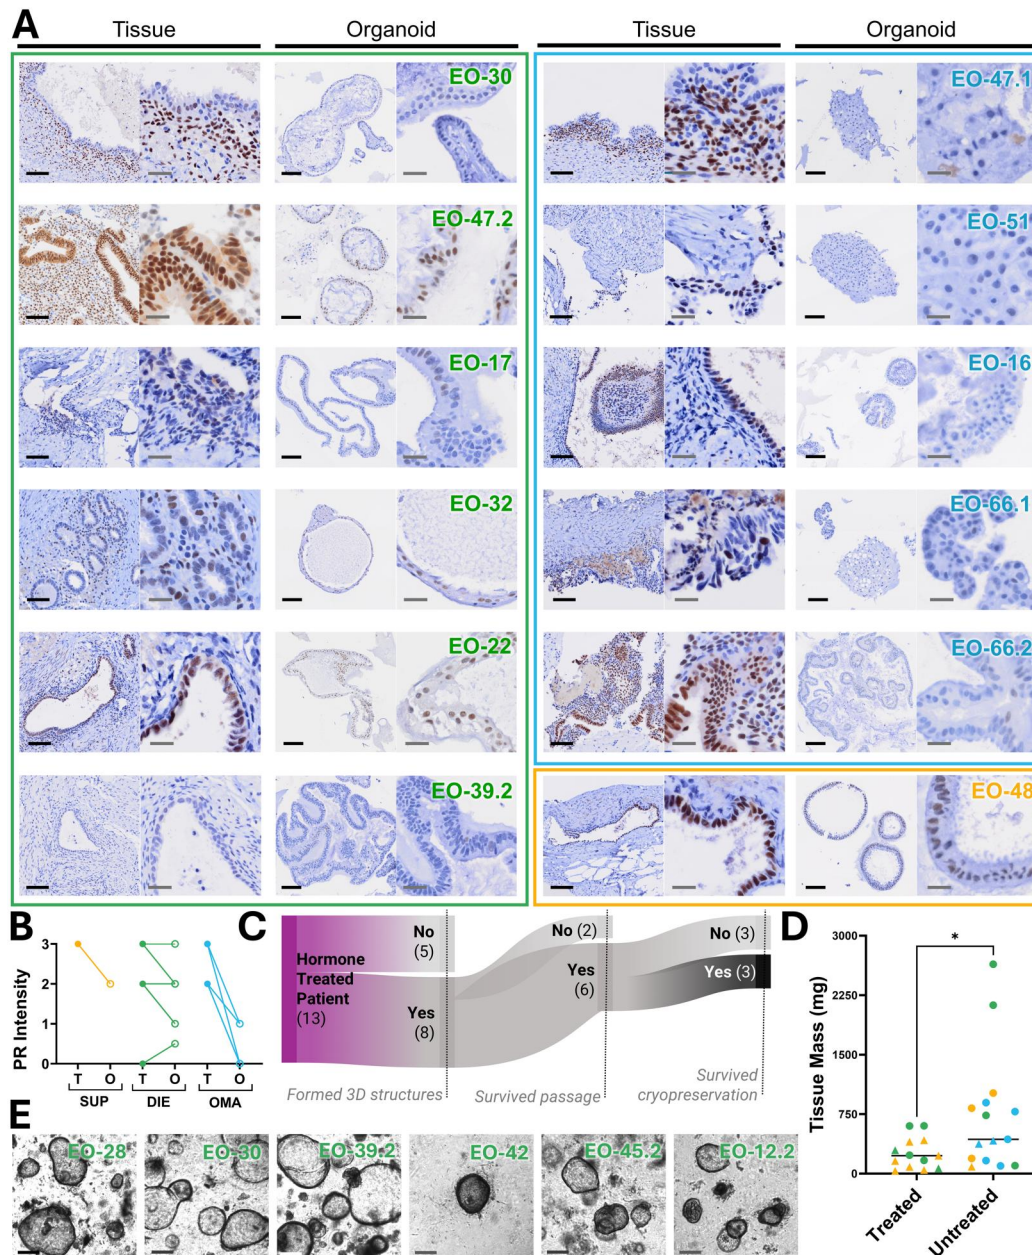 A
Tissue Organoid Tissue Organoid
EO-30 EO-47.1
EO-47.2 EO-51
EO-17 EO-16
EO-32 EO-66.1
EO-22 EO-66.2
EO-39.2 EO-48
B
PR Intensity
3
2
1
0
T O T O T O
SUP DIE OMA
C
Hormone
Treated
Patient
(13)
No
(5)
Yes
(8)
No (2)
Yes
(6)
No (3)
Yes (3)
Formed 3D structures
Survived passage
Survived
cryopreservation
D
Tissue Mass (mg)
3000
2250
1500
750
0
*
Treated
Untreated
E
EO-28 EO-30 EO-39.2 EO-42 EO-45.2 EO-12.2